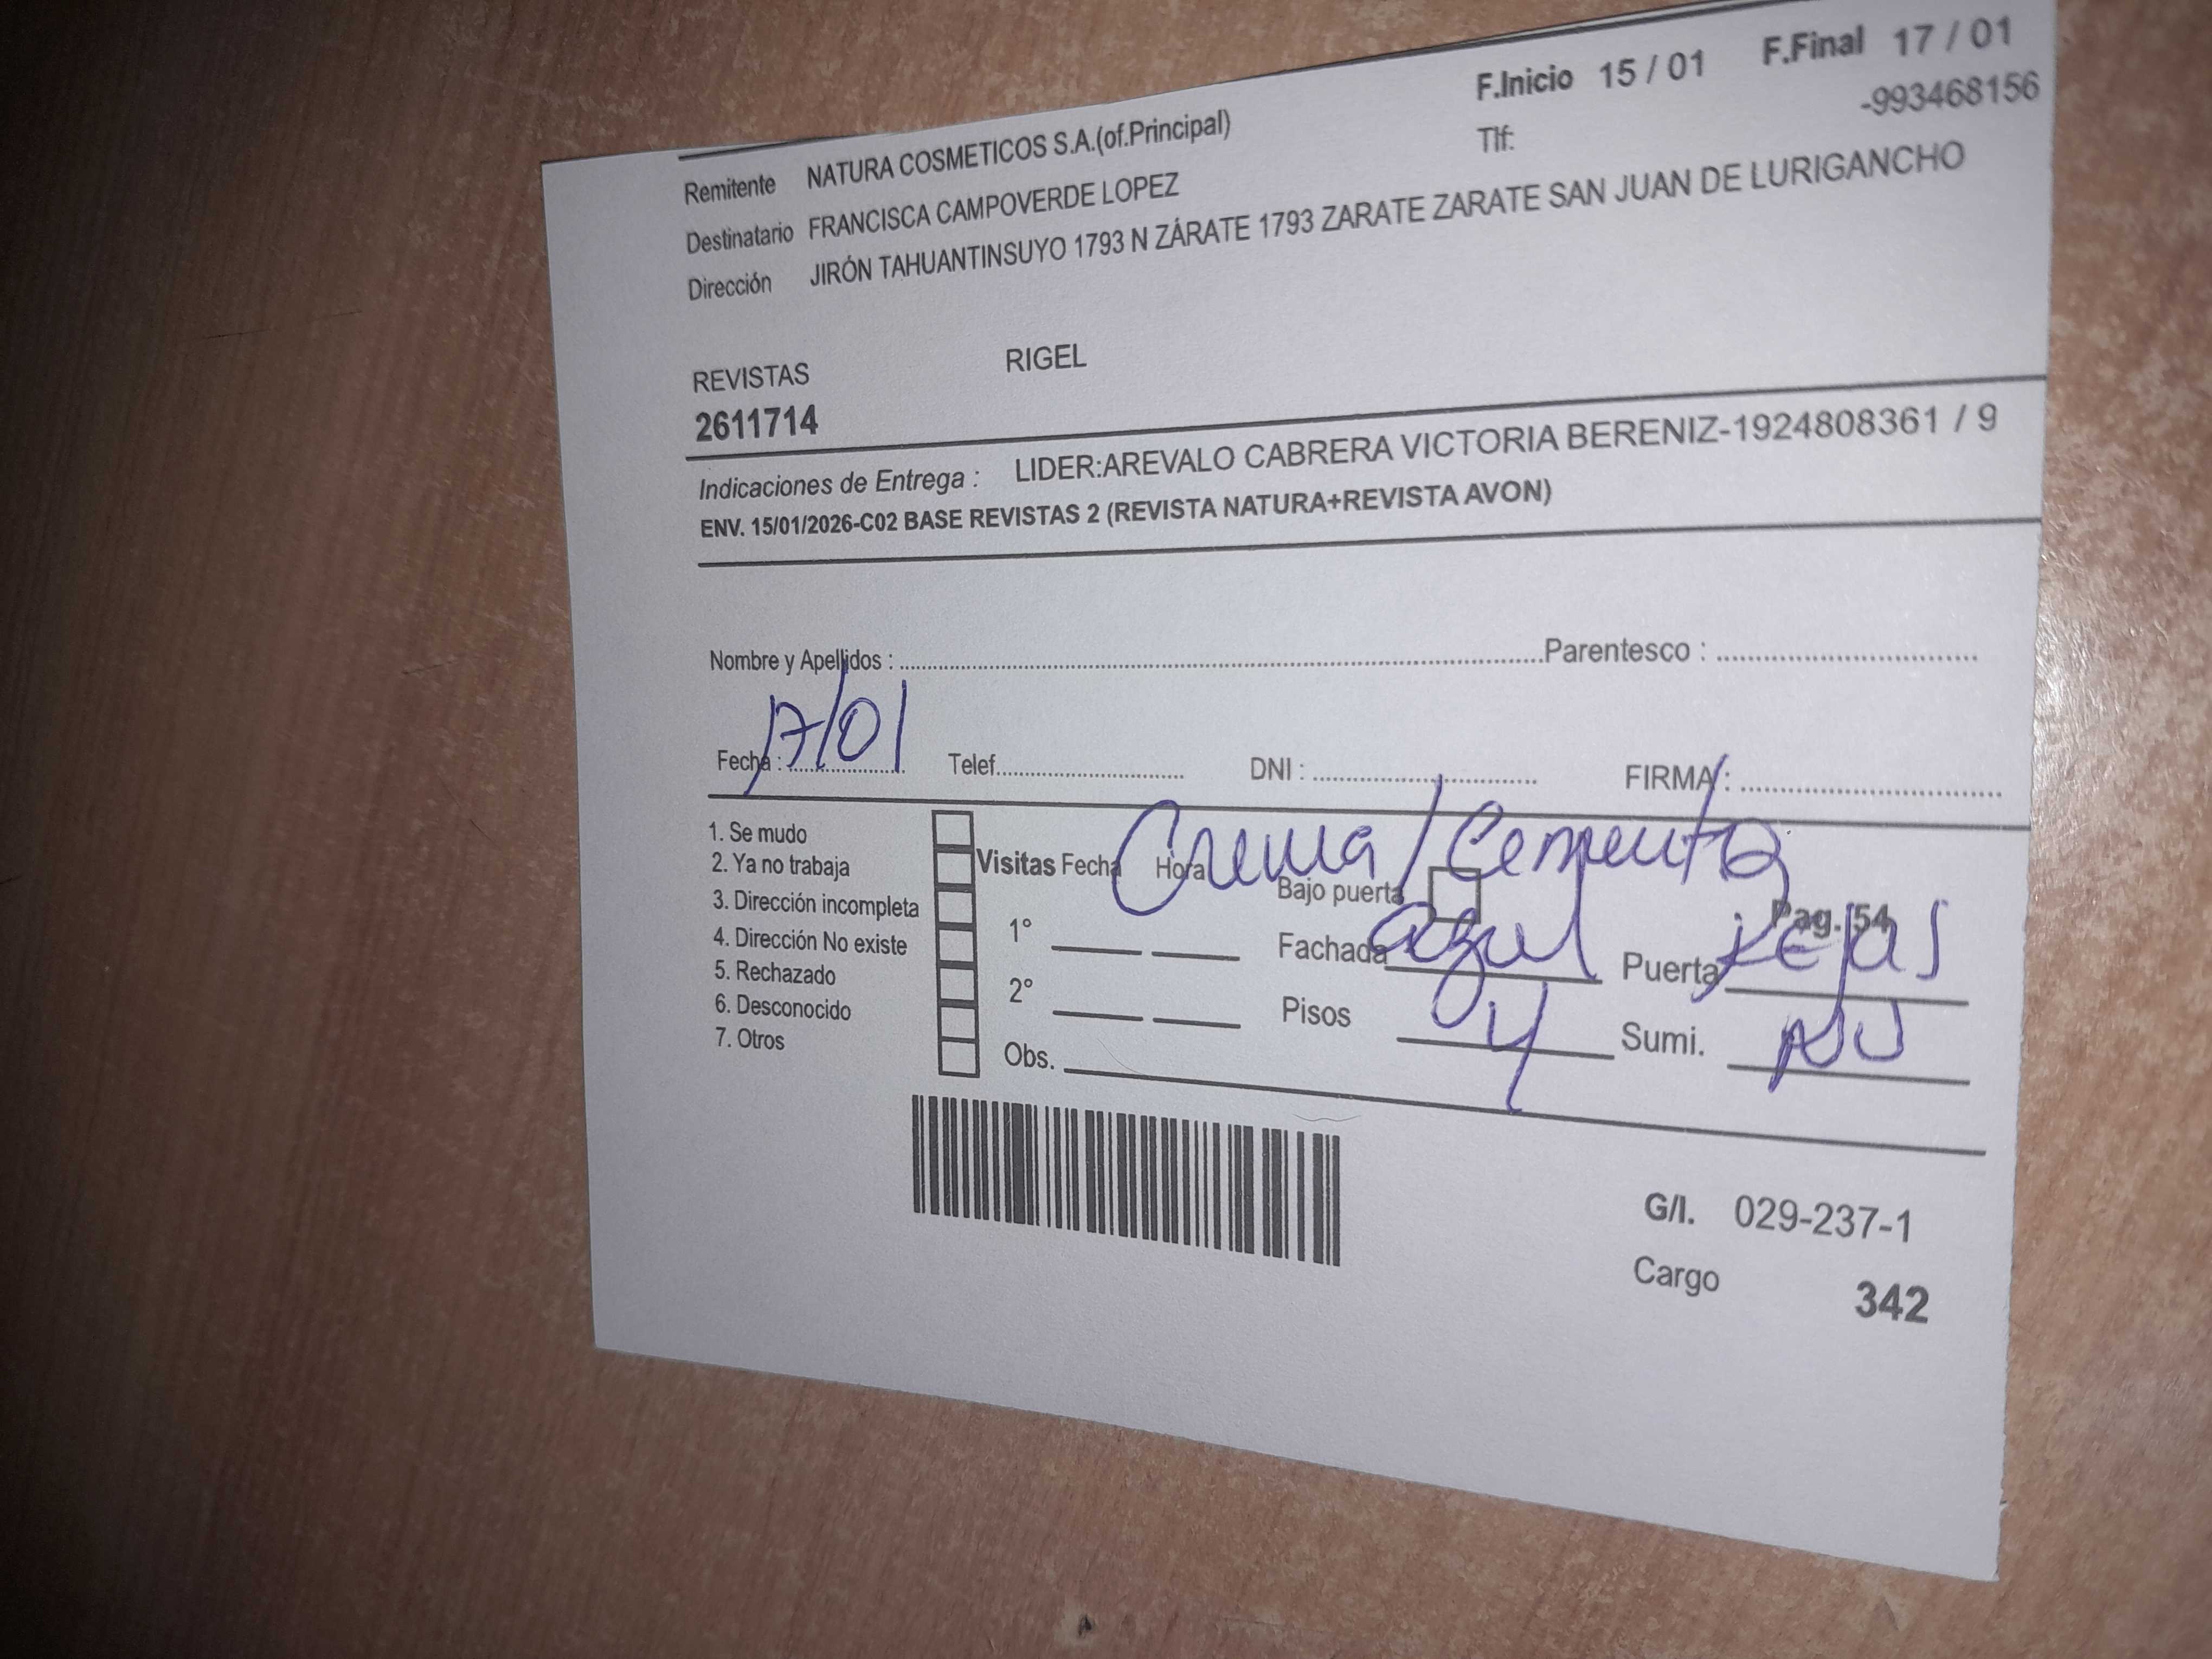 F.Inicio 15 / 01 F.Final 17 / 01
Remitente NATURA COSMETICOS S.A.(of.Principal) Tlf: -993468156
Destinatario FRANCISCA CAMPOVERDE LOPEZ
Dirección JIRÓN TAHUANTINSUYO 1793 N ZÁRATE 1793 ZARATE ZARATE SAN JUAN DE LURIGANCHO
REVISTAS RIGEL
2611714
Indicaciones de Entrega : LIDER:AREVALO CABRERA VICTORIA BERENIZ-1924808361 / 9
ENV. 15/01/2026-C02 BASE REVISTAS 2 (REVISTA NATURA+REVISTA AVON)
Nombre y Apellidos : Parentesco :
Fecha : 17/01 Telef. DNI : FIRMA :
Crema/Cemento
1. Se mudo
2. Ya no trabaja Visitas Fecha Hora Bajo puerta
3. Dirección incompleta Pag. 54
4. Dirección No existe 1° Fachada azul Puerta rejas
5. Rechazado
6. Desconocido 2° Pisos 4 Sumi.
7. Otros Obs.
G/I. 029-237-1
Cargo 342